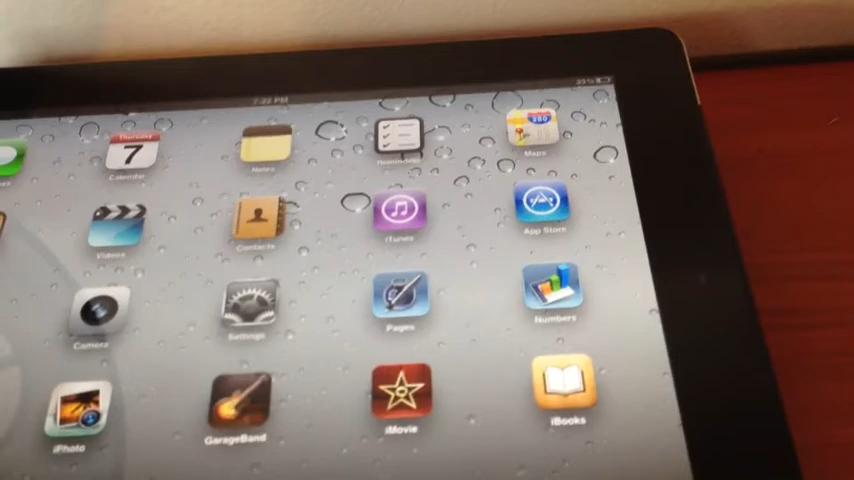 7:22 PM
Thursday
7
280
Calendar
Notes
Reminders
Maps
Videos
Contacts
iTunes
App Store
Camera
Settings
Pages
Numbers
iPhoto
GarageBand
iMovie
iBooks